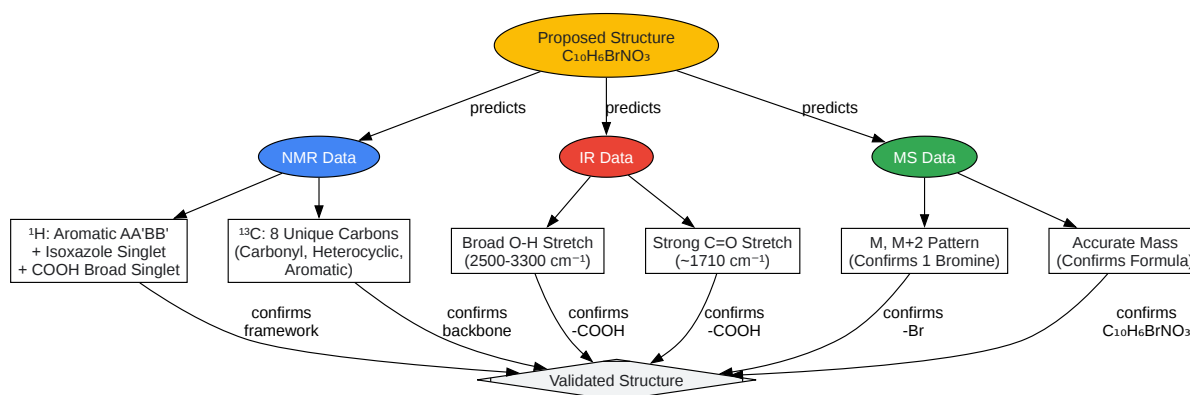 Proposed Structure
C₁₀H₆BrNO₃
predicts
predicts
predicts
NMR Data
IR Data
MS Data
¹H: Aromatic AA'BB'
+ Isoxazole Singlet
+ COOH Broad Singlet
¹³C: 8 Unique Carbons
(Carbonyl, Heterocyclic,
Aromatic)
Broad O-H Stretch
(2500-3300 cm⁻¹)
Strong C=O Stretch
(~1710 cm⁻¹)
M, M+2 Pattern
(Confirms 1 Bromine)
Accurate Mass
(Confirms Formula)
confirms
framework
confirms
backbone
confirms
-COOH
confirms
-COOH
confirms
-Br
confirms
C₁₀H₆BrNO₃
Validated Structure